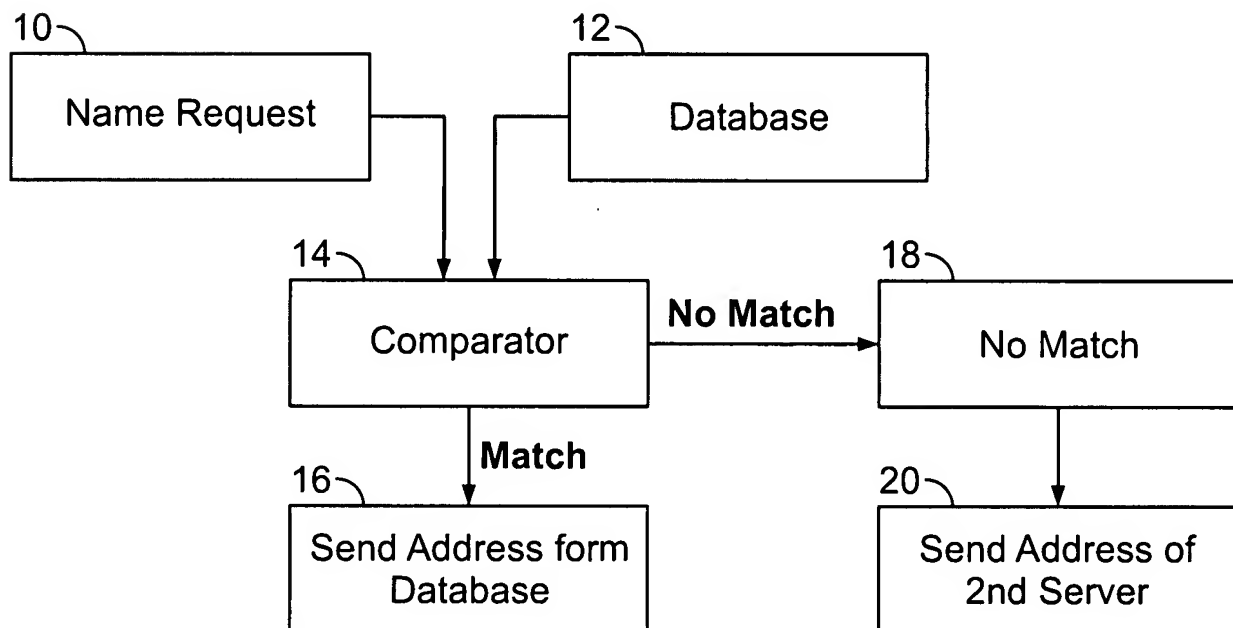 10
Name Request
12
Database
14
Comparator
No Match
18
No Match
Match
16
Send Address form
Database
20
Send Address of
2nd Server